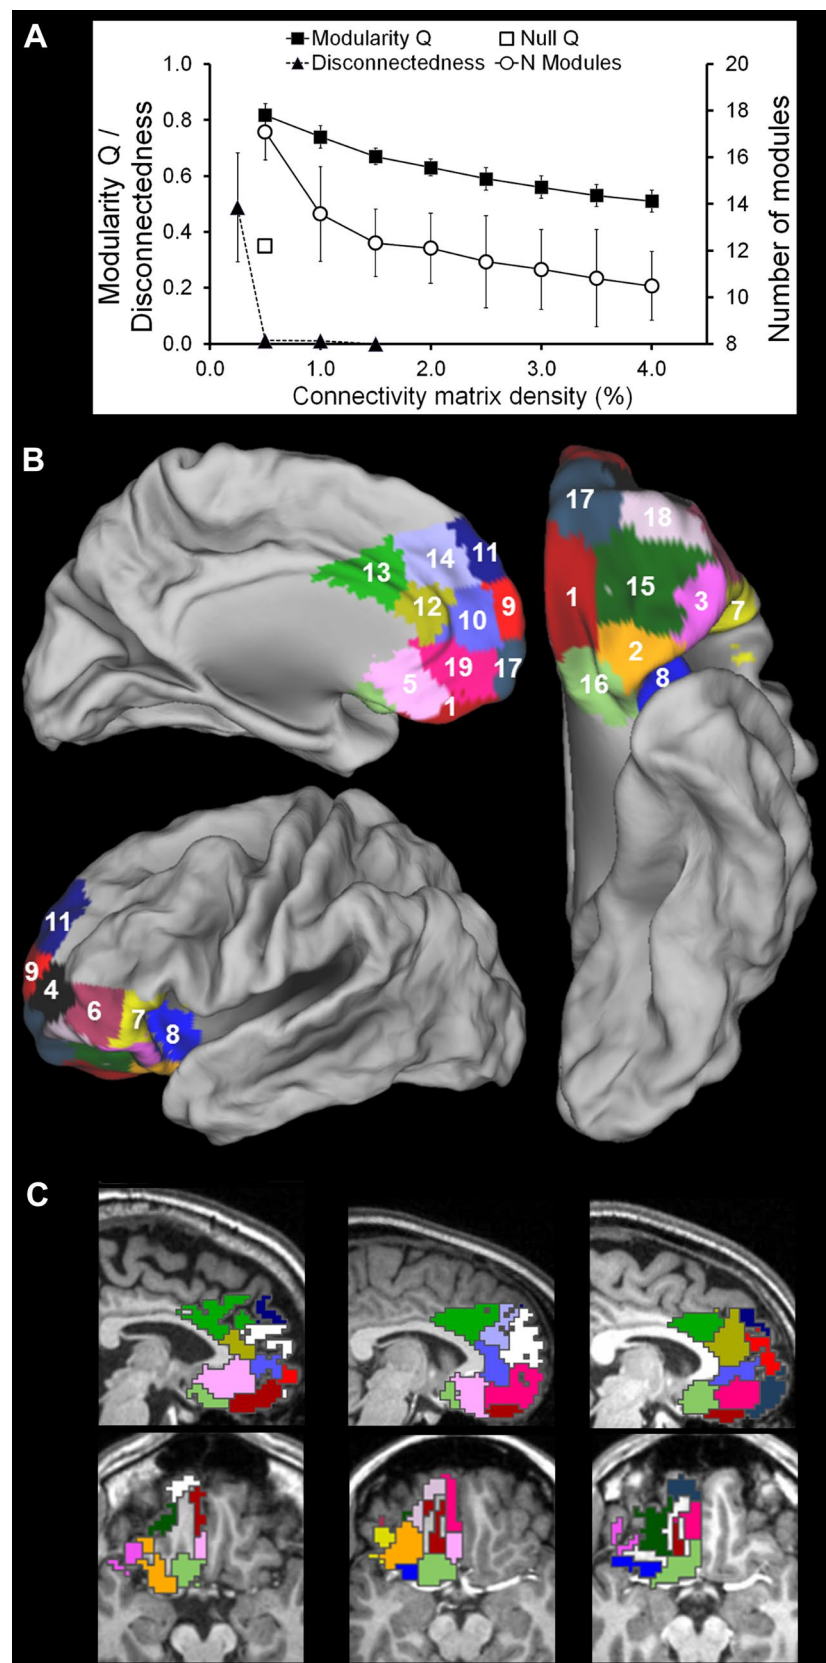 A
Modularity Q Null Q
Disconnectedness N Modules
Modularity Q /
Disconnectedness
1.0
0.8
0.6
0.4
0.2
0.0
20
18
16
14
12
10
8
Number of modules
0.0 1.0 2.0 3.0 4.0
Connectivity matrix density (%)
B
13 14 11
12 10 9
5 19 17
1
17
18
1 15 3 7
2
16 8
11
9 4
6 7 8
C